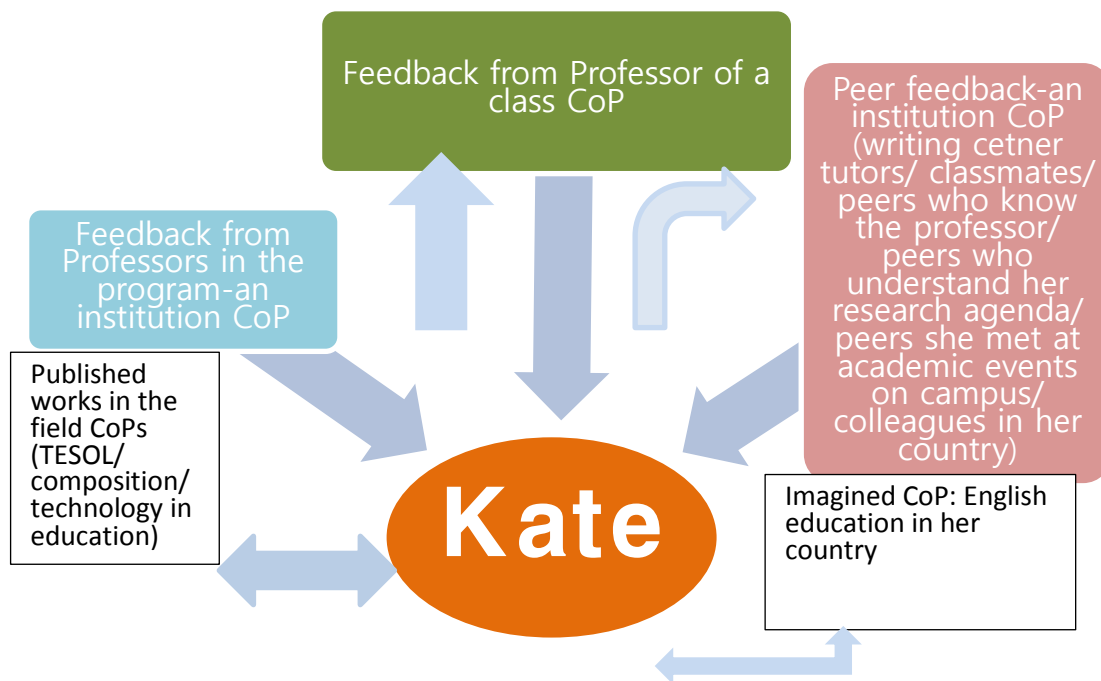 Feedback from Professor of a
class CoP
Peer feedback-an
institution CoP
(writing cetner
tutors/ classmates/
peers who know
the professor/
peers who
understand her
research agenda/
peers she met at
academic events
on campus/
colleagues in her
country)
Feedback from
Professors in the
program-an
institution CoP
Published
works in the
field CoPs
(TESOL/
composition/
technology in
education)
Kate
Imagined CoP: English
education in her
country